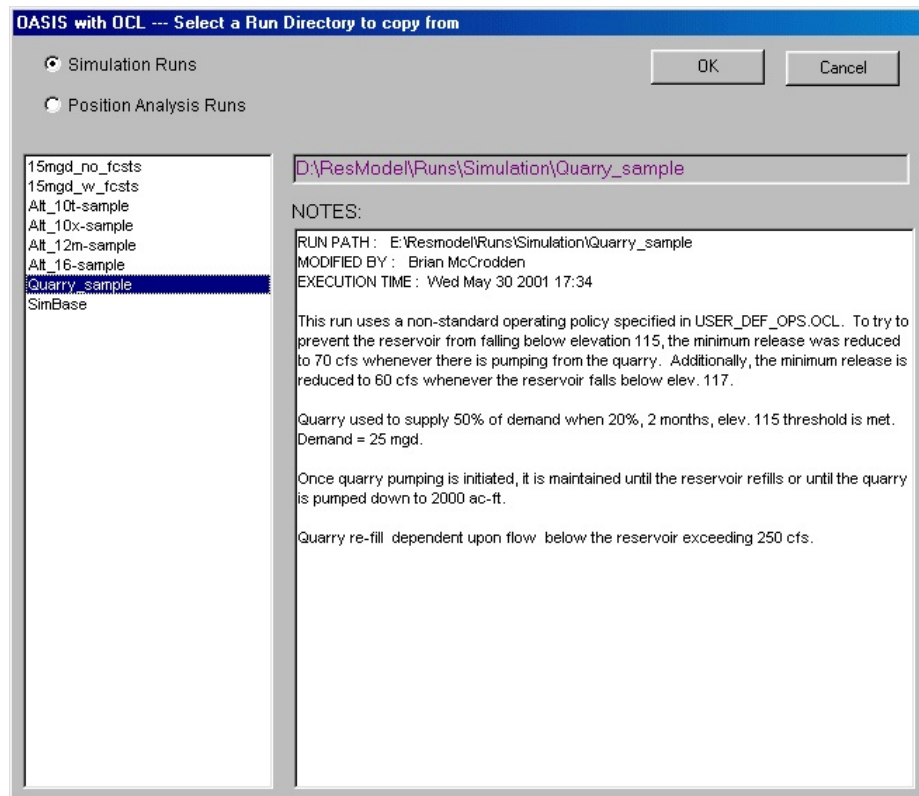 OASIS with OCL --- Select a Run Directory to copy from
Simulation Runs
OK
Cancel
Position Analysis Runs
15mgd_no_fcsts
15mgd_w_fcsts
Alt_10t-sample
Alt_10x-sample
Alt_12m-sample
Alt_16-sample
Quarry_sample
SimBase
D:\ResModel\Runs\Simulation\Quarry_sample
NOTES:
RUN PATH : E:\Resmodel\Runs\Simulation\Quarry_sample
MODIFIED BY : Brian McCrodden
EXECUTION TIME : Wed May 30 2001 17:34
This run uses a non-standard operating policy specified in USER_DEF_OPS.OCL. To try to
prevent the reservoir from falling below elevation 115, the minimum release was reduced
to 70 cfs whenever there is pumping from the quarry. Additionally, the minimum release is
reduced to 60 cfs whenever the reservoir falls below elev. 117.
Quarry used to supply 50% of demand when 20%, 2 months, elev. 115 threshold is met.
Demand = 25 mgd.
Once quarry pumping is initiated, it is maintained until the reservoir refills or until the quarry
is pumped down to 2000 ac-ft.
Quarry re-fill dependent upon flow below the reservoir exceeding 250 cfs.